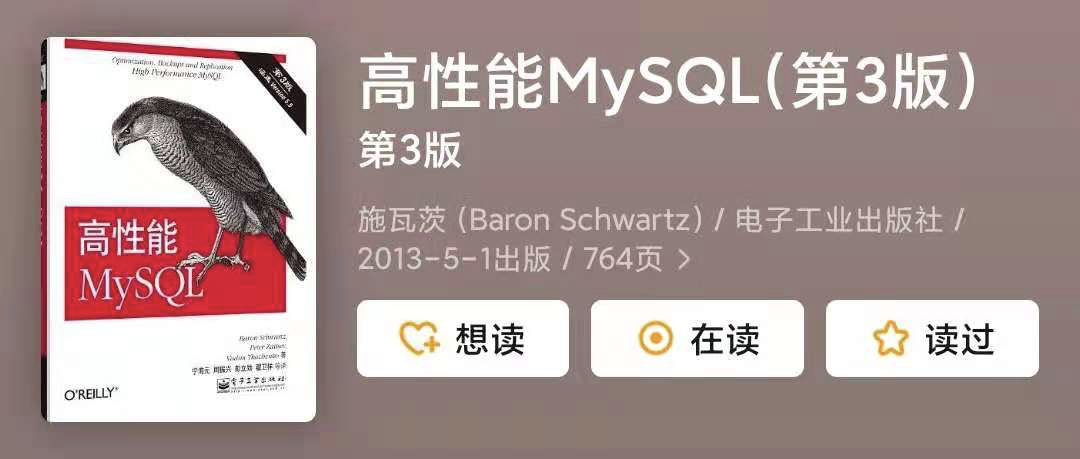 Optimization, Backups and Replication
High Performance MySQL
第3版
涵盖 Version 5.5
高性能
MySQL
Baron Schwartz,
Peter Zaitsev,
Vadim Tkachenko 著
宁海元 周振兴 彭立勋 翟卫祥 等译
电子工业出版社
O'REILLY
高性能MySQL(第3版)
第3版
施瓦茨 (Baron Schwartz) / 电子工业出版社 /
2013-5-1出版 / 764页 >
想读
在读
读过